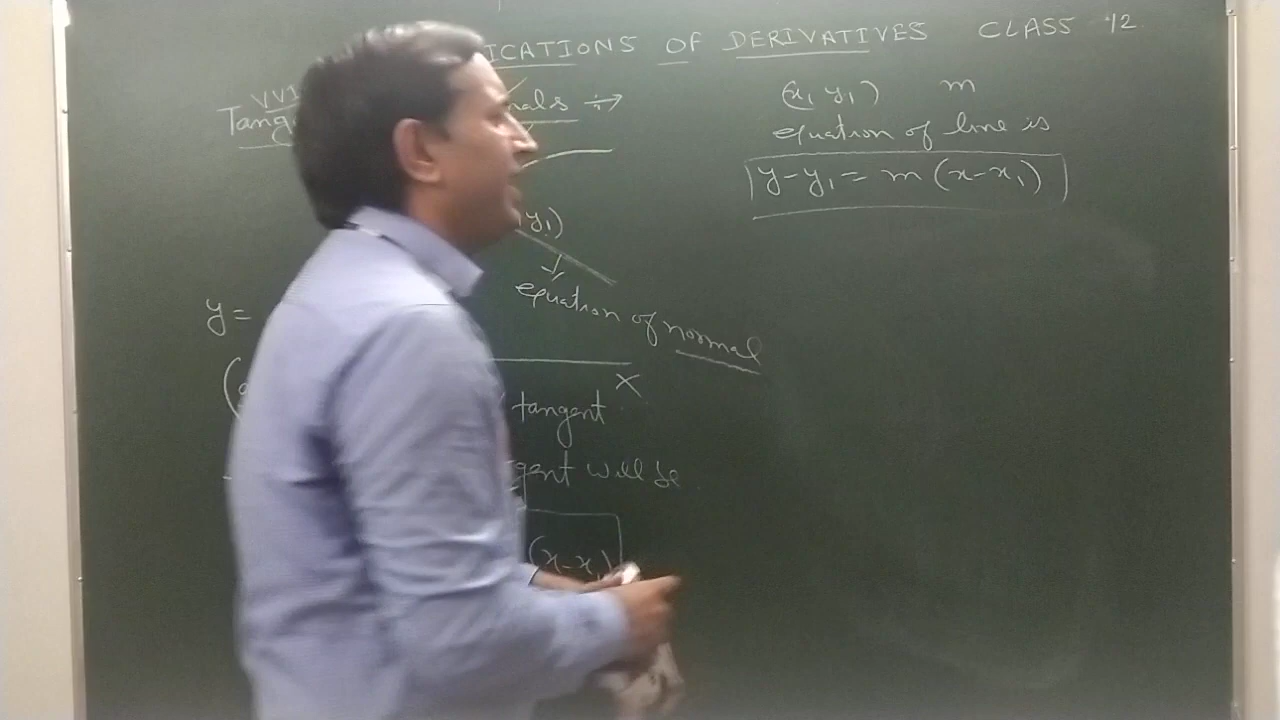 ICATIONS OF DERIVATIVES CLASS 12
VVI
Tang nals
(x₁ y₁) m
equation of line is
y-y₁ = m (x-x₁)
y₁)
equation of normal
y =
X
tangent
gent will be
(x-x₁)